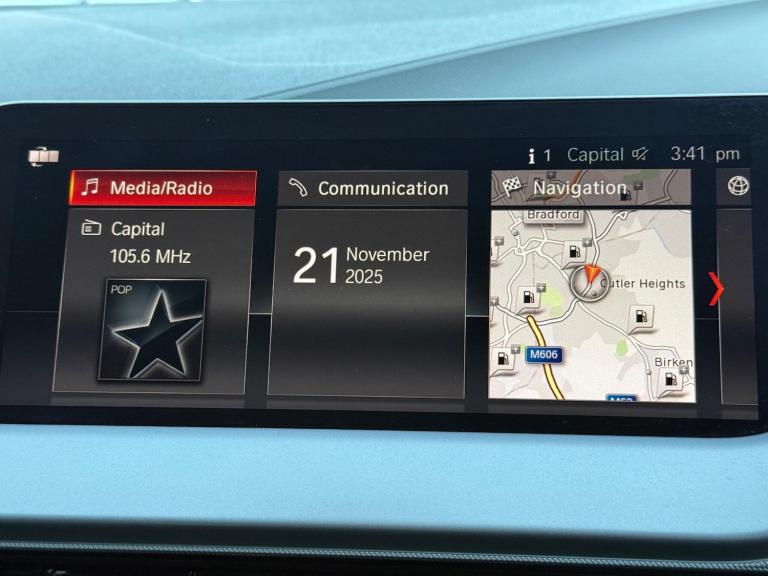 i 1 Capital 3:41 pm
Media/Radio
Capital
105.6 MHz
POP
Communication
21 November
2025
Navigation
Bradford
Cutler Heights
M606
Birken
M62